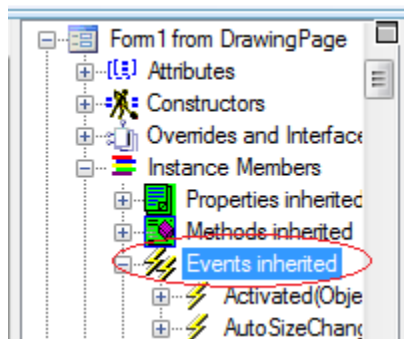 Form1 from DrawingPage
Attributes
Constructors
Overrides and Interface
Instance Members
Properties inherited
Methods inherited
Events inherited
Activated(Obje
AutoSizeChang